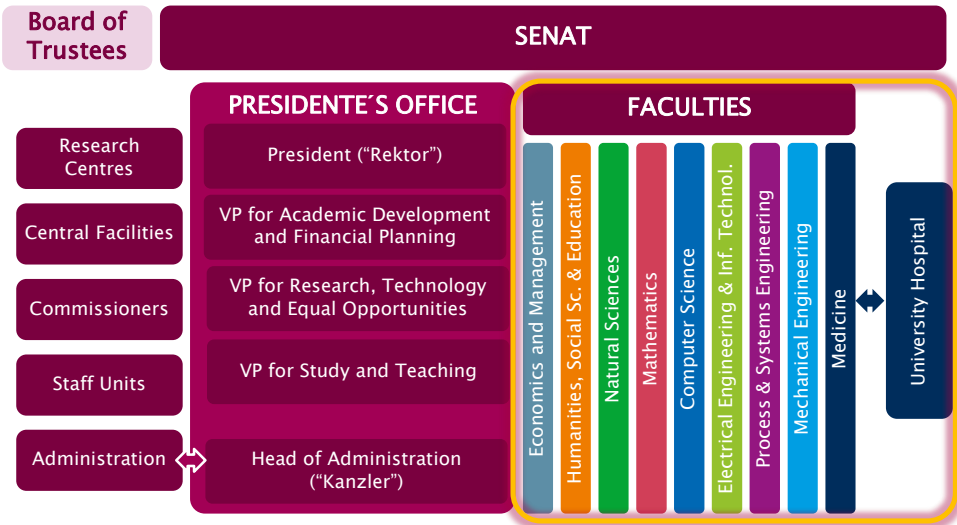 Board of
Trustees
SENAT
PRESIDENTE´S OFFICE
FACULTIES
Research
Centres
Central Facilities
Commissioners
Staff Units
Administration
President (“Rektor”)
VP for Academic Development
and Financial Planning
VP for Research, Technology
and Equal Opportunities
VP for Study and Teaching
Head of Administration
(“Kanzler”)
Economics and Management
Humanities, Social Sc. & Education
Natural Sciences
Mathematics
Computer Science
Electrical Engineering & Inf. Technol.
Process & Systems Engineering
Mechanical Engineering
Medicine
University Hospital